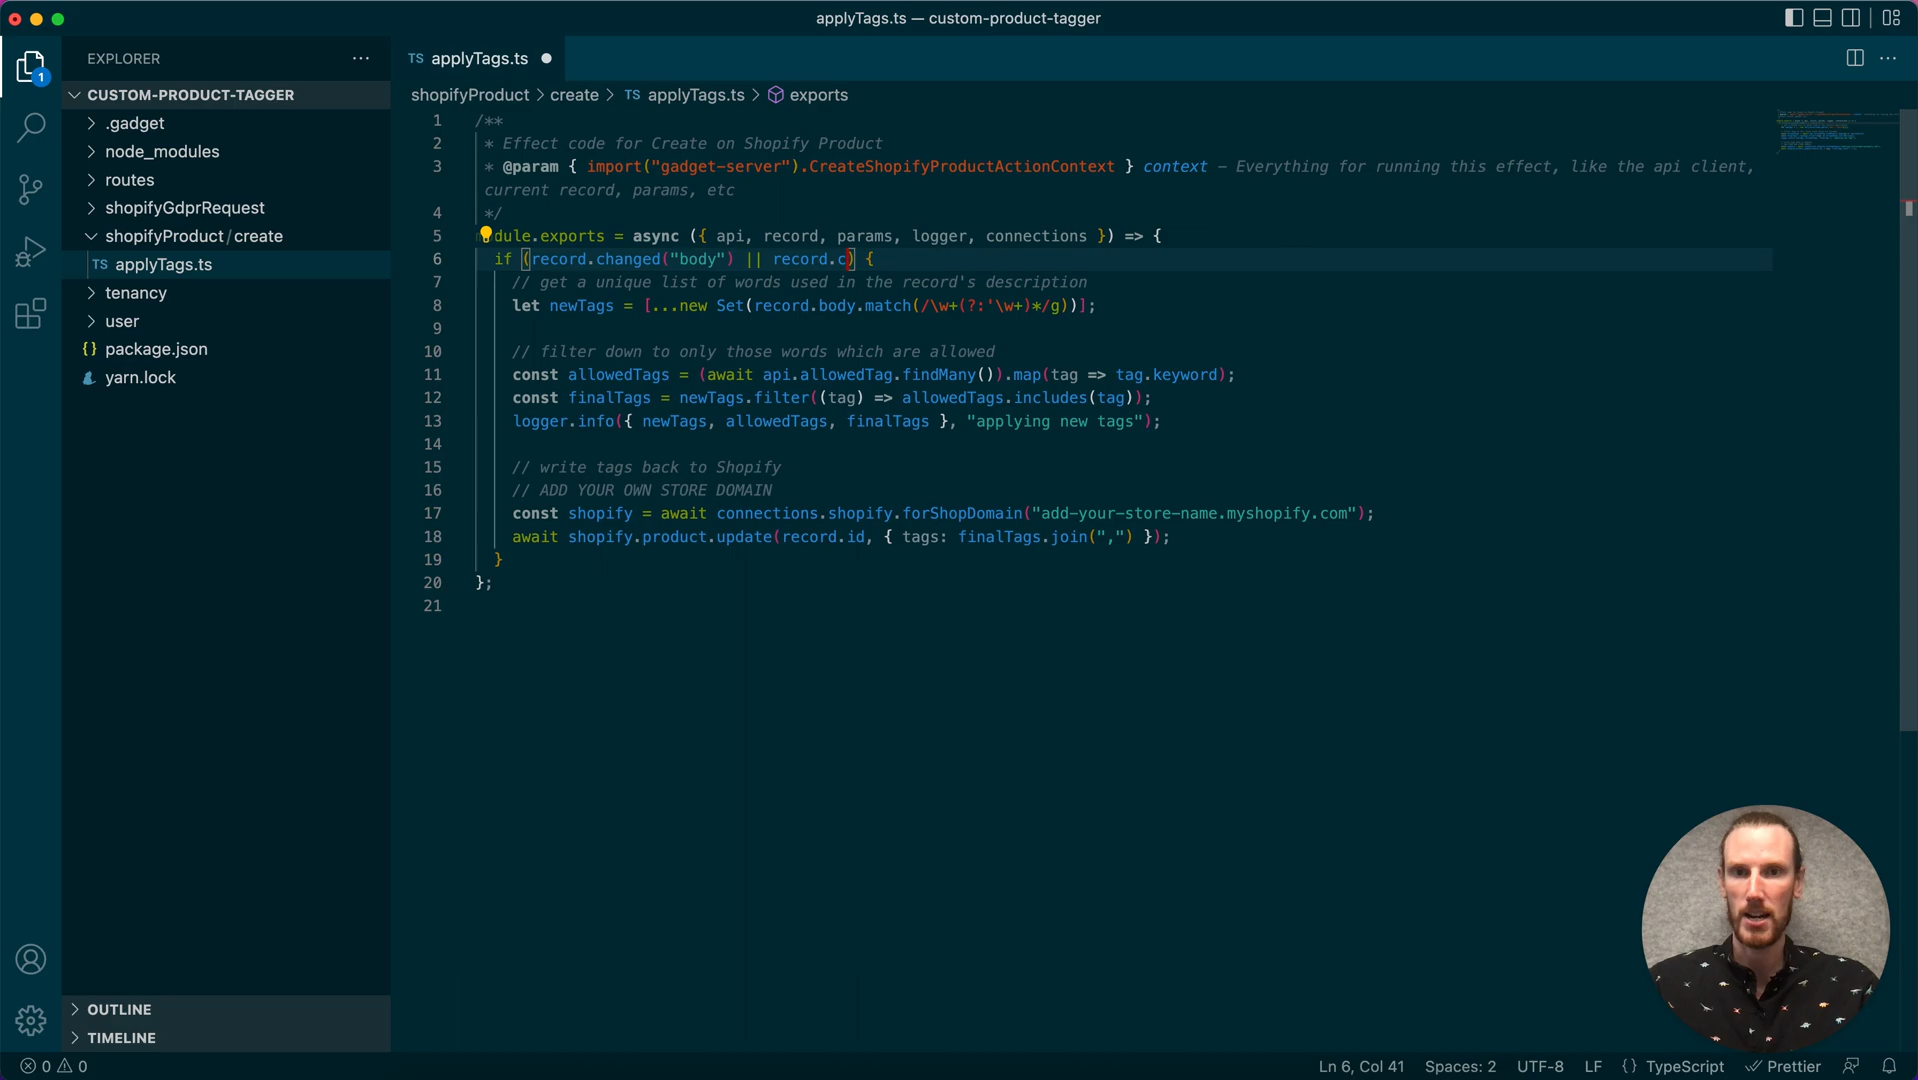 applyTags.ts — custom-product-tagger
EXPLORER
TS applyTags.ts
1
CUSTOM-PRODUCT-TAGGER
shopifyProduct > create > TS applyTags.ts > exports
.gadget
node_modules
routes
shopifyGdprRequest
shopifyProduct/create
TS applyTags.ts
tenancy
user
{} package.json
yarn.lock
OUTLINE
TIMELINE
1 /**
2 * Effect code for Create on Shopify Product
3 * @param { import("gadget-server").CreateShopifyProductActionContext } context – Everything for running this effect, like the api client,
current record, params, etc
4 */
5 dule.exports = async ({ api, record, params, logger, connections }) => {
6 if (record.changed("body") || record.c) {
7 // get a unique list of words used in the record's description
8 let newTags = [...new Set(record.body.match(/\w+(?:'\w+)*/g))];
9
10 // filter down to only those words which are allowed
11 const allowedTags = (await api.allowedTag.findMany()).map(tag => tag.keyword);
12 const finalTags = newTags.filter((tag) => allowedTags.includes(tag));
13 logger.info({ newTags, allowedTags, finalTags }, "applying new tags");
14
15 // write tags back to Shopify
16 // ADD YOUR OWN STORE DOMAIN
17 const shopify = await connections.shopify.forShopDomain("add-your-store-name.myshopify.com");
18 await shopify.product.update(record.id, { tags: finalTags.join(",") });
19 }
20 };
21
0 0
Ln 6, Col 41 Spaces: 2 UTF-8 LF {} TypeScript Prettier